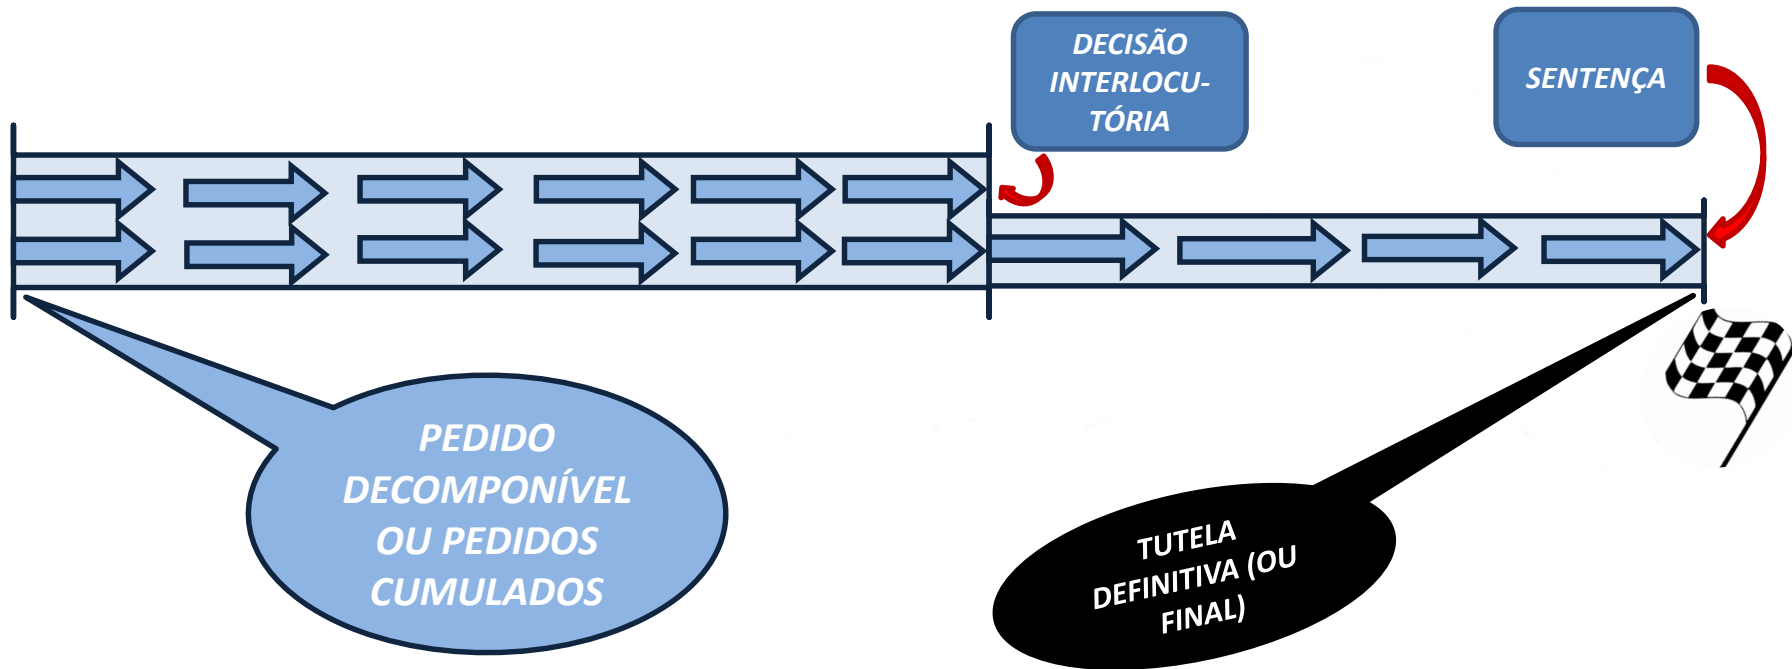 DECISÃO
INTERLOCU-
TÓRIA
SENTENÇA
PEDIDO
DECOMPONÍVEL
OU PEDIDOS
CUMULADOS
TUTELA
DEFINITIVA (OU
FINAL)